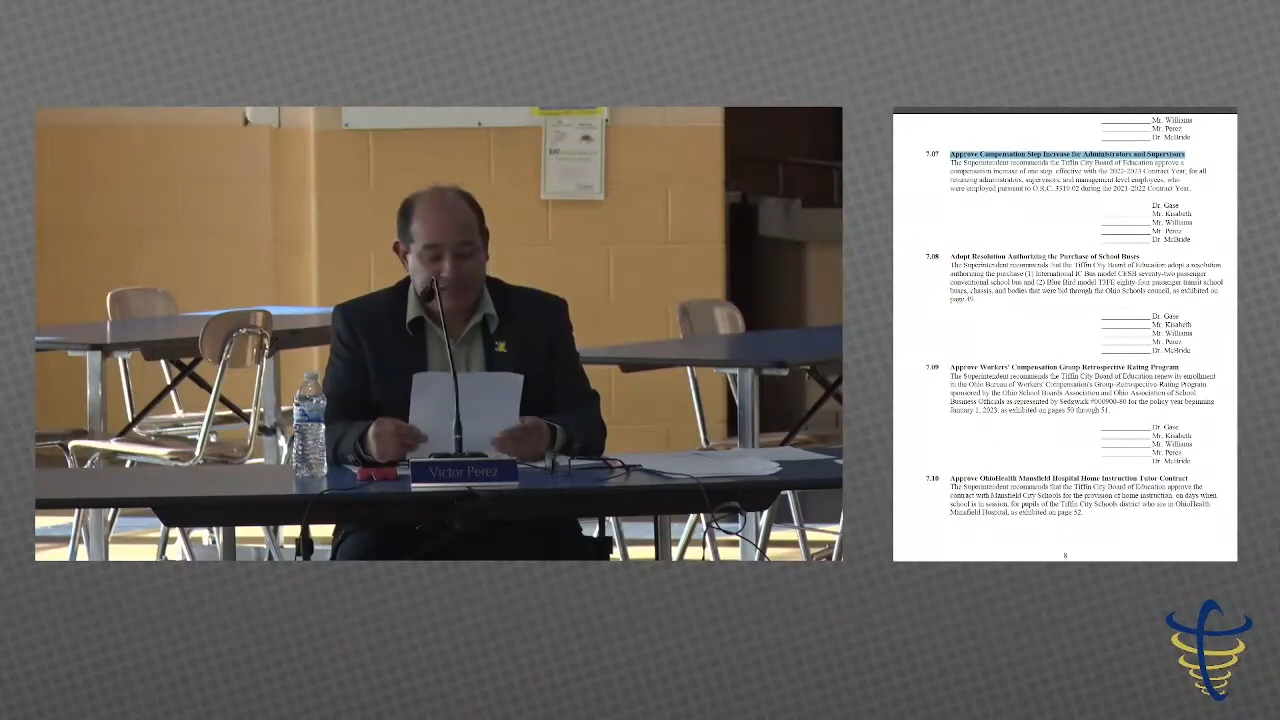 EAT
Victor Perez
Mr. Williams
Mr. Perez
Dr. McBride
7.07 Approve Compensation Step Increase for Administrators and Supervisors
The Superintendent recommends the Tiffin City Board of Education approve a
compensation increase of one step, effective with the 2022-2023 Contract Year, for all
returning administrators, supervisors, and management level employees, who
were employed pursuant to O.R.C. 3319.02 during the 2021-2022 Contract Year.
Dr. Gase
Mr. Kisabeth
Mr. Williams
Mr. Perez
Dr. McBride
7.08 Adopt Resolution Authorizing the Purchase of School Buses
The Superintendent recommends that the Tiffin City Board of Education adopt a resolution
authorizing the purchase (1) International IC Bus model CESB seventy-two passenger
conventional school bus and (2) Blue Bird model T3FE eighty-four passenger transit school
buses, chassis, and bodies that were bid through the Ohio Schools council, as exhibited on
page 49.
Dr. Gase
Mr. Kisabeth
Mr. Williams
Mr. Perez
Dr. McBride
7.09 Approve Workers' Compensation Group Retrospective Rating Program
The Superintendent recommends the Tiffin City Board of Education renew its enrollment
in the Ohio Bureau of Workers' Compensation's Group-Retrospective-Rating Program
sponsored by the Ohio School Boards Association and Ohio Association of School
Business Officials as represented by Sedgwick #000900-80 for the policy year beginning
January 1, 2023, as exhibited on pages 50 through 51.
Dr. Gase
Mr. Kisabeth
Mr. Williams
Mr. Perez
Dr. McBride
7.10 Approve OhioHealth Mansfield Hospital Home Instruction Tutor Contract
The Superintendent recommends that the Tiffin City Board of Education approve the
contract with Mansfield City Schools for the provision of home instruction, on days when
school is in session, for pupils of the Tiffin City Schools district who are in OhioHealth
Mansfield Hospital, as exhibited on page 52.
8